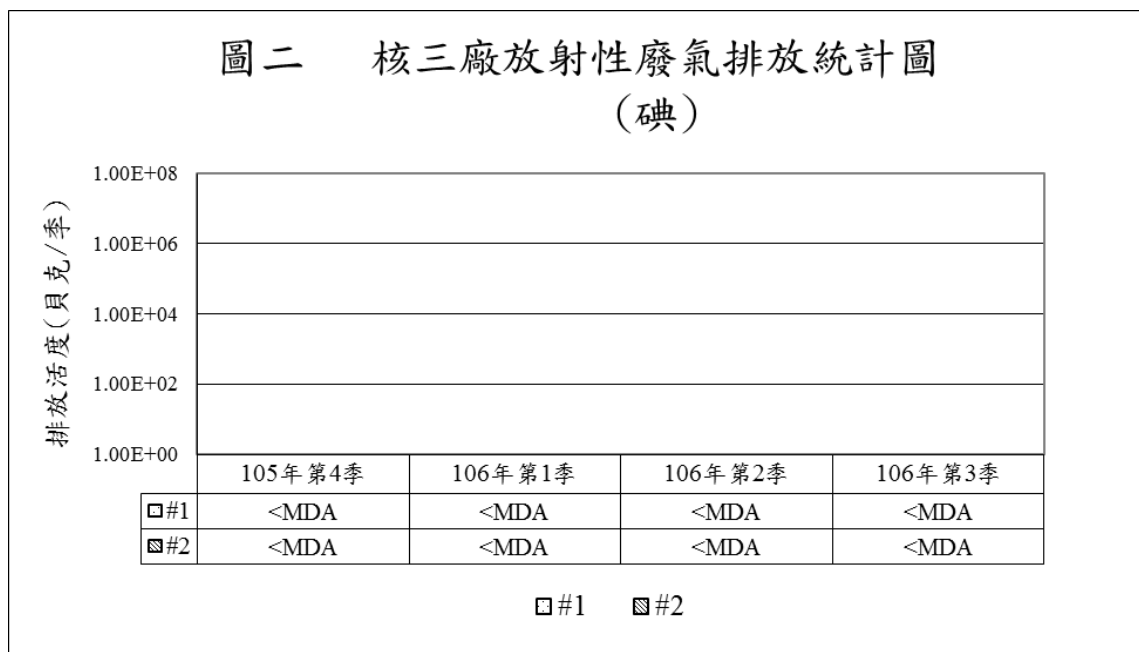 圖二 核三廠放射性廢氣排放統計圖
(碘)
排放活度(貝克/季)
1.00E+08
1.00E+06
1.00E+04
1.00E+02
1.00E+00
105年第4季 106年第1季 106年第2季 106年第3季
#1 <MDA <MDA <MDA <MDA
#2 <MDA <MDA <MDA <MDA
#1 #2